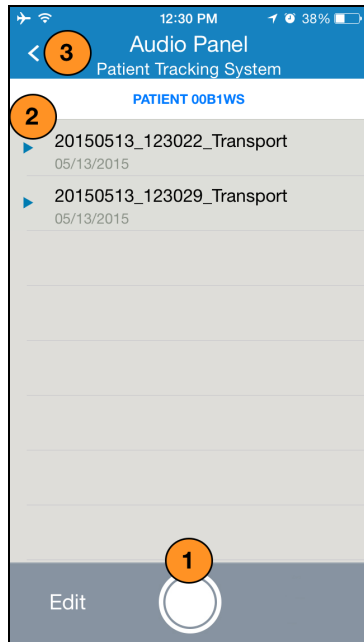 12:30 PM 38%
3 Audio Panel
Patient Tracking System
PATIENT 00B1WS
2
20150513_123022_Transport
05/13/2015
20150513_123029_Transport
05/13/2015
1
Edit